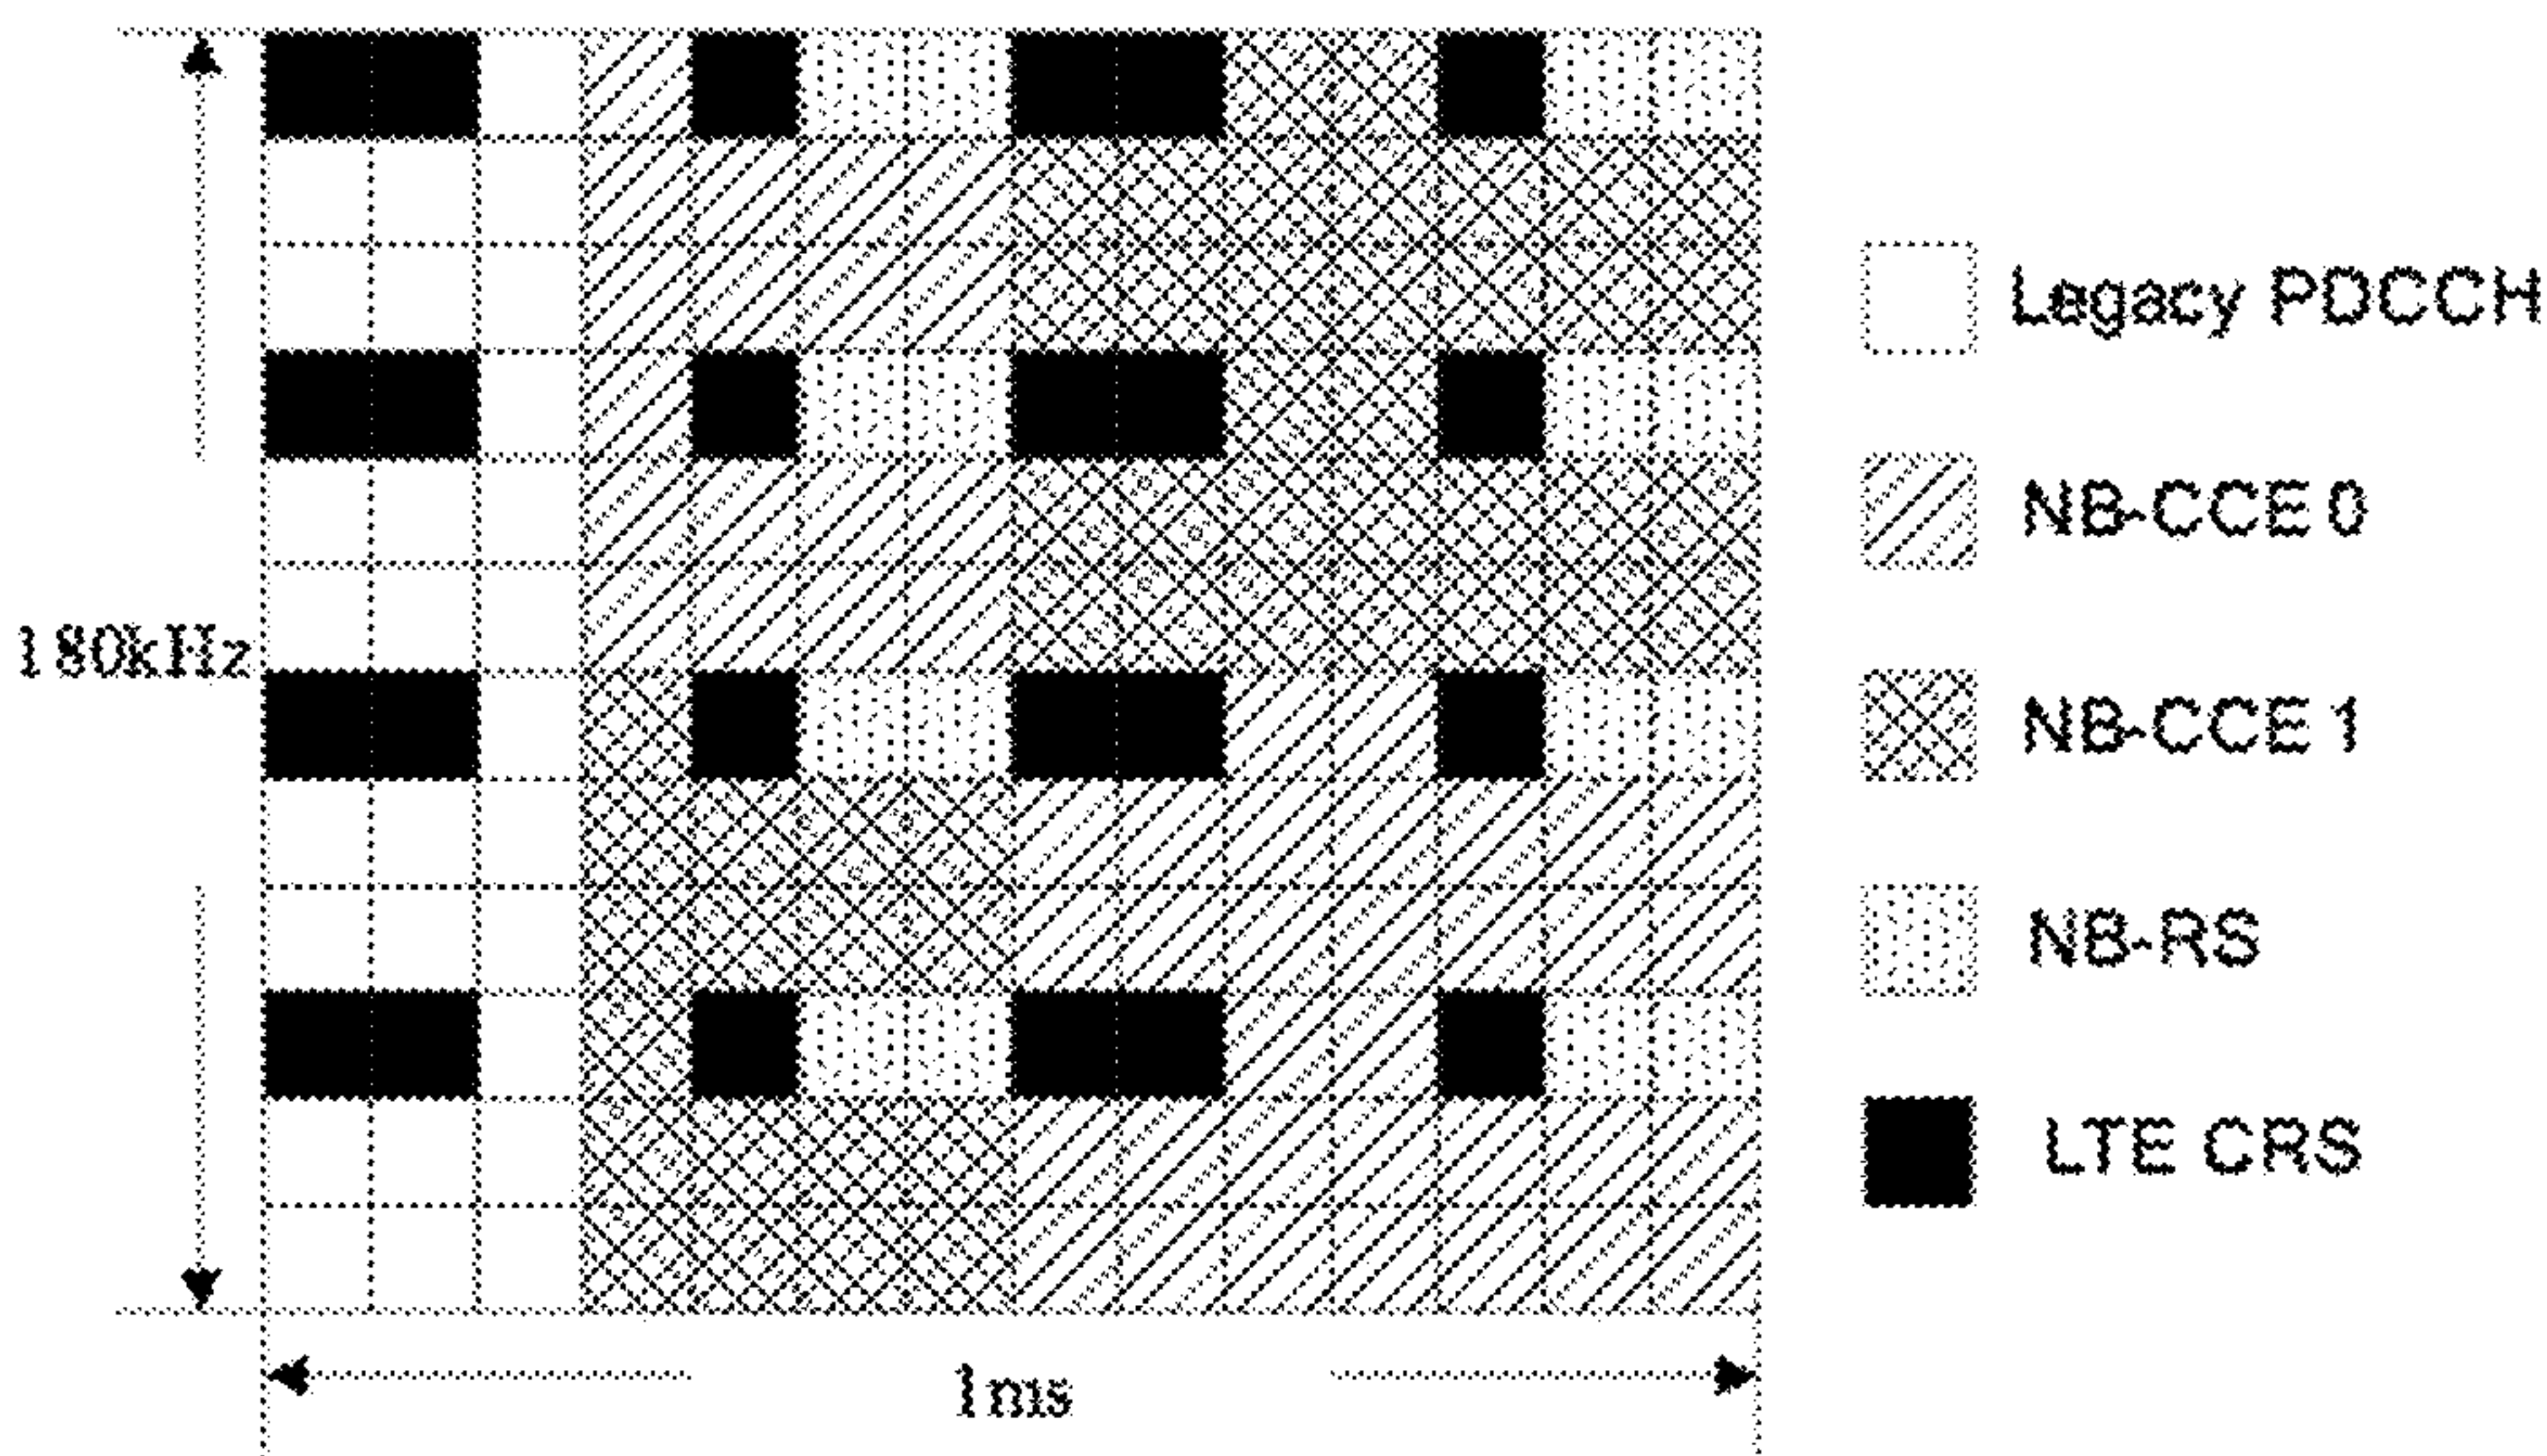 180kHz
1ms
Legacy PDCCH
NB-CCE 0
NB-CCE 1
NB-RS
LTE CRS